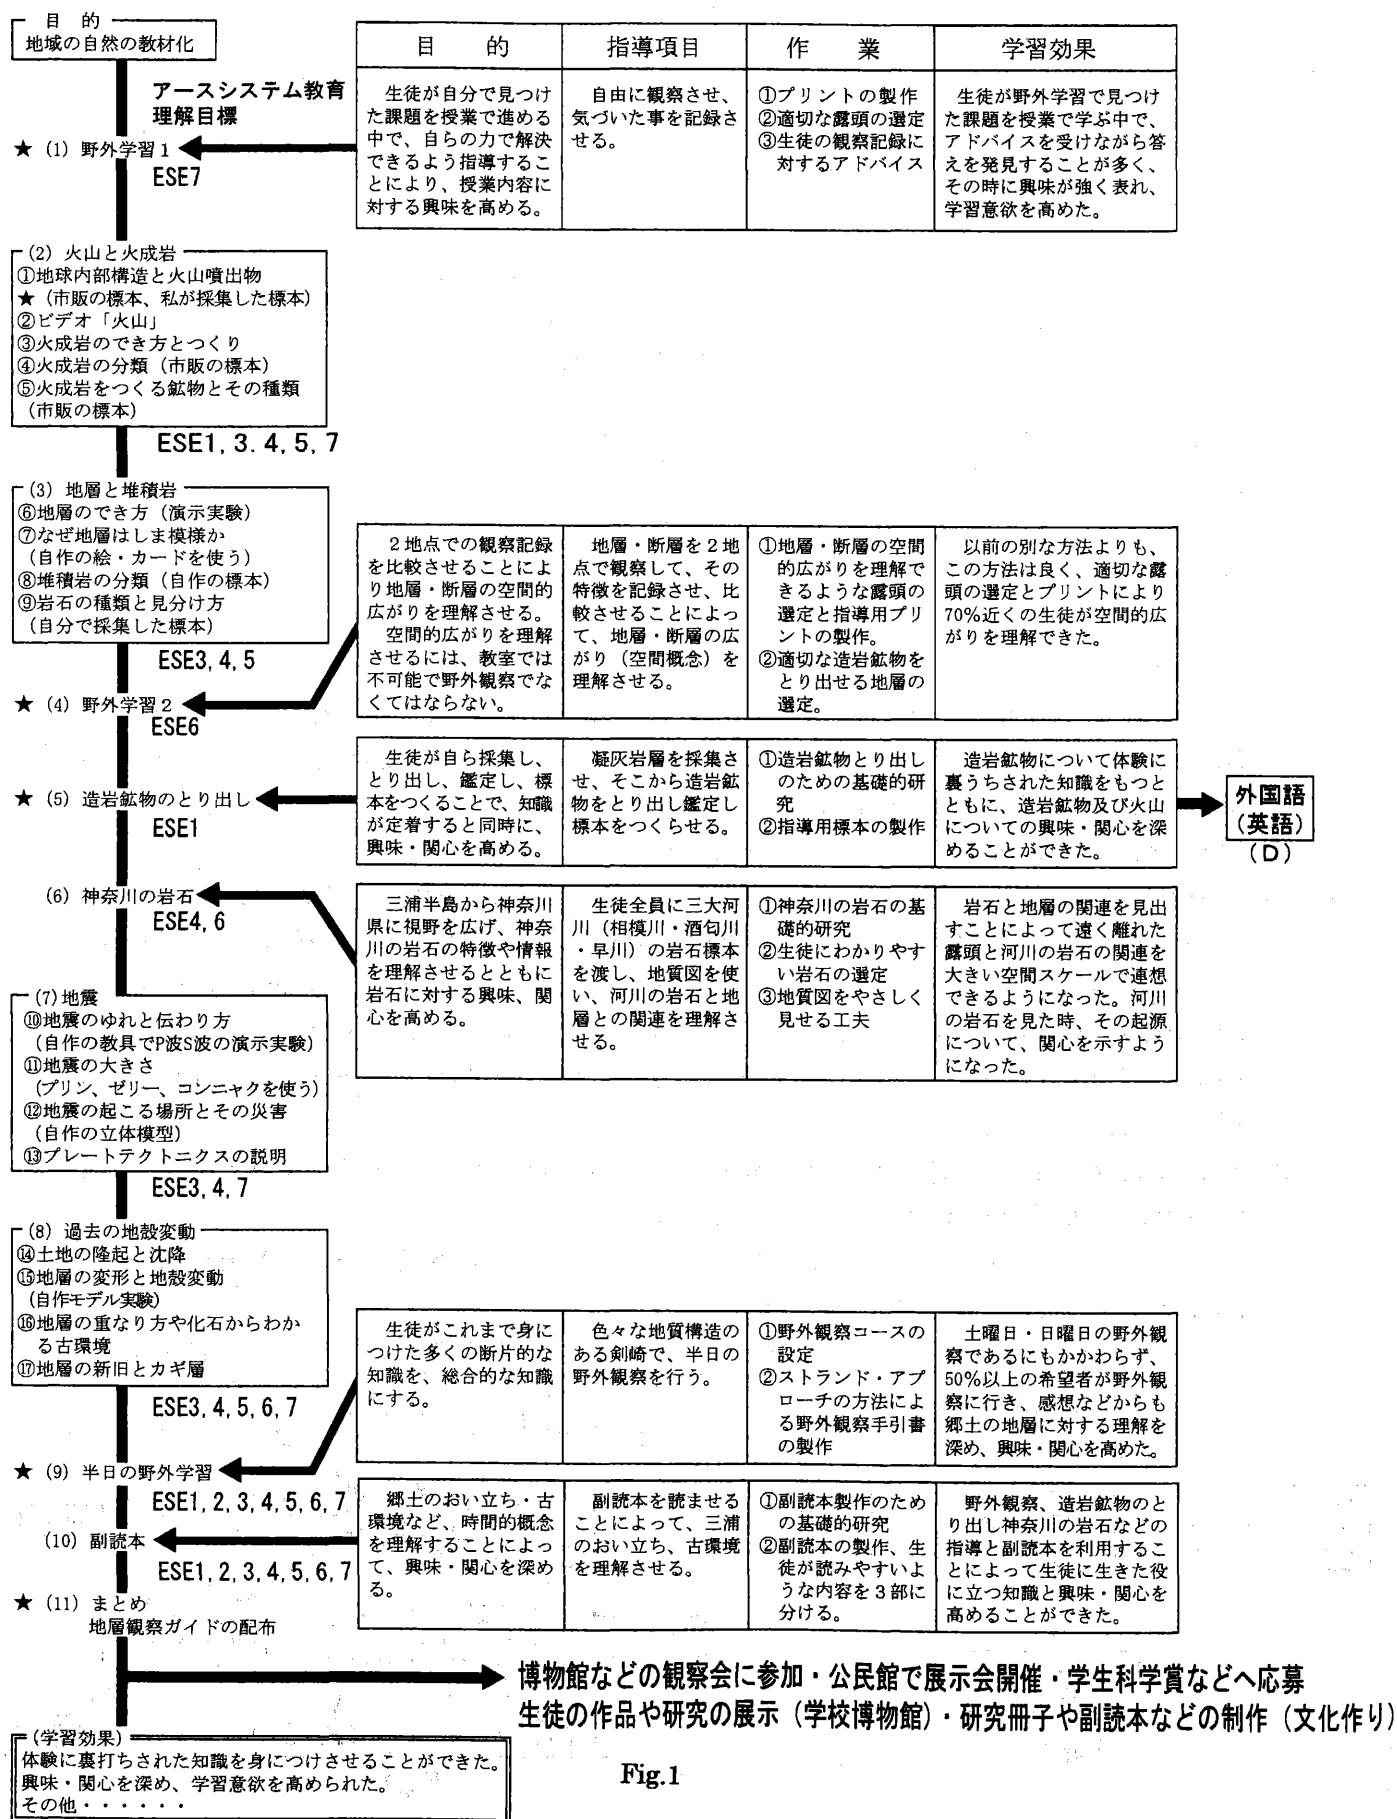 目 的
地域の自然の教材化
アースシステム教育
理解目標
★ (1) 野外学習1
ESE7
目 的
指導項目
作 業
学習効果
生徒が自分で見つけ
た課題を授業で進める
中で、自らの力で解決
できるよう指導するこ
とにより、授業内容に
対する興味を高める。
自由に観察させ、
気づいた事を記録さ
せる。
①プリントの製作
②適切な露頭の選定
③生徒の観察記録に
対するアドバイス
生徒が野外学習で見つけ
た課題を授業で学ぶ中で、
アドバイスを受けながら答
えを発見することが多く、
その時に興味が強く表れ、
学習意欲を高めた。
(2) 火山と火成岩
①地球内部構造と火山噴出物
★(市販の標本、私が採集した標本)
②ビデオ「火山」
③火成岩のでき方とつくり
④火成岩の分類(市販の標本)
⑤火成岩をつくる鉱物とその種類
(市販の標本)
ESE1, 3. 4, 5, 7
(3) 地層と堆積岩
⑥地層のでき方(演示実験)
⑦なぜ地層はしま模様か
(自作の絵・カードを使う)
⑧堆積岩の分類(自作の標本)
⑨岩石の種類と見分け方
(自分で採集した標本)
ESE3, 4, 5
★ (4) 野外学習2
ESE6
2地点での観察記録
を比較させることによ
り地層・断層の空間的
広がりを理解させる。
空間的広がりを理解
させるには、教室では
不可能で野外観察でな
くてはならない。
地層・断層を2地
点で観察して、その
特徴を記録させ、比
較させることによっ
て、地層・断層の広
がり(空間概念)を
理解させる。
①地層・断層の空間
的広がりを理解で
きるような露頭の
選定と指導用プリ
ントの製作。
②適切な造岩鉱物を
とり出せる地層の
選定。
以前の別な方法よりも、
この方法は良く、適切な露
頭の選定とプリントにより
70%近くの生徒が空間的広
がりを理解できた。
★ (5) 造岩鉱物のとり出し
ESE1
生徒が自ら採集し、
とり出し、鑑定し、標
本をつくることで、知識
が定着すると同時に、
興味・関心を高める。
凝灰岩層を採集さ
せ、そこから造岩鉱
物をとり出し鑑定し
標本をつくらせる。
①造岩鉱物とり出し
のための基礎的研
究
②指導用標本の製作
造岩鉱物について体験に
裏うちされた知識をもつと
ともに、造岩鉱物及び火山
についての興味・関心を深
めることができた。
外国語
(英語)
(D)
(6) 神奈川の岩石
ESE4, 6
三浦半島から神奈川
県に視野を広げ、神奈
川の岩石の特徴や情報
を理解させるとともに
岩石に対する興味、関
心を高める。
生徒全員に三大河
川(相模川・酒匂川
・早川)の岩石標本
を渡し、地質図を使
い、河川の岩石と地
層との関連を理解さ
せる。
①神奈川の岩石の基
礎的研究
②生徒にわかりやす
い岩石の選定
③地質図をやさしく
見せる工夫
岩石と地層の関連を見出
すことによって遠く離れた
露頭と河川の岩石の関連を
大きい空間スケールで連想
できるようになった。河川
の岩石を見た時、その起源
について、関心を示すよう
になった。
(7)地震
⑩地震のゆれと伝わり方
(自作の教具でP波S波の演示実験)
⑪地震の大きさ
(プリン、ゼリー、コンニャクを使う)
⑫地震の起こる場所とその災害
(自作の立体模型)
⑬プレートテクトニクスの説明
ESE3, 4, 7
(8) 過去の地殻変動
⑭土地の隆起と沈降
⑮地層の変形と地殻変動
(自作モデル実験)
⑯地層の重なり方や化石からわか
る古環境
⑰地層の新旧とカギ層
ESE3, 4, 5, 6, 7
★ (9) 半日の野外学習
ESE1, 2, 3, 4, 5, 6, 7
生徒がこれまで身に
つけた多くの断片的な
知識を、総合的な知識
にする。
色々な地質構造の
ある剣崎で、半日の
野外観察を行う。
①野外観察コースの
設定
②ストランド・アプ
ローチの方法によ
る野外観察手引書
の製作
土曜日・日曜日の野外観
察であるにもかかわらず、
50%以上の希望者が野外観
察に行き、感想などからも
郷土の地層に対する理解を
深め、興味・関心を高めた。
(10) 副読本
ESE1, 2, 3, 4, 5, 6, 7
郷土のおい立ち・古
環境など、時間的概念
を理解することによっ
て、興味・関心を深め
る。
副読本を読ませる
ことによって、三浦
のおい立ち、古環境
を理解させる。
①副読本製作のため
の基礎的研究
②副読本の製作、生
徒が読みやすいよ
うな内容を3部に
分ける。
野外観察、造岩鉱物のと
り出し神奈川の岩石などの
指導と副読本を利用するこ
とによって生徒に生きた役
に立つ知識と興味・関心を
高めることができた。
★ (11) まとめ
地層観察ガイドの配布
博物館などの観察会に参加・公民館で展示会開催・学生科学賞などへ応募
生徒の作品や研究の展示(学校博物館)・研究冊子や副読本などの制作(文化作り)
(学習効果)
体験に裏打ちされた知識を身につけさせることができた。
興味・関心を深め、学習意欲を高められた。
その他・・・・・・
Fig.1